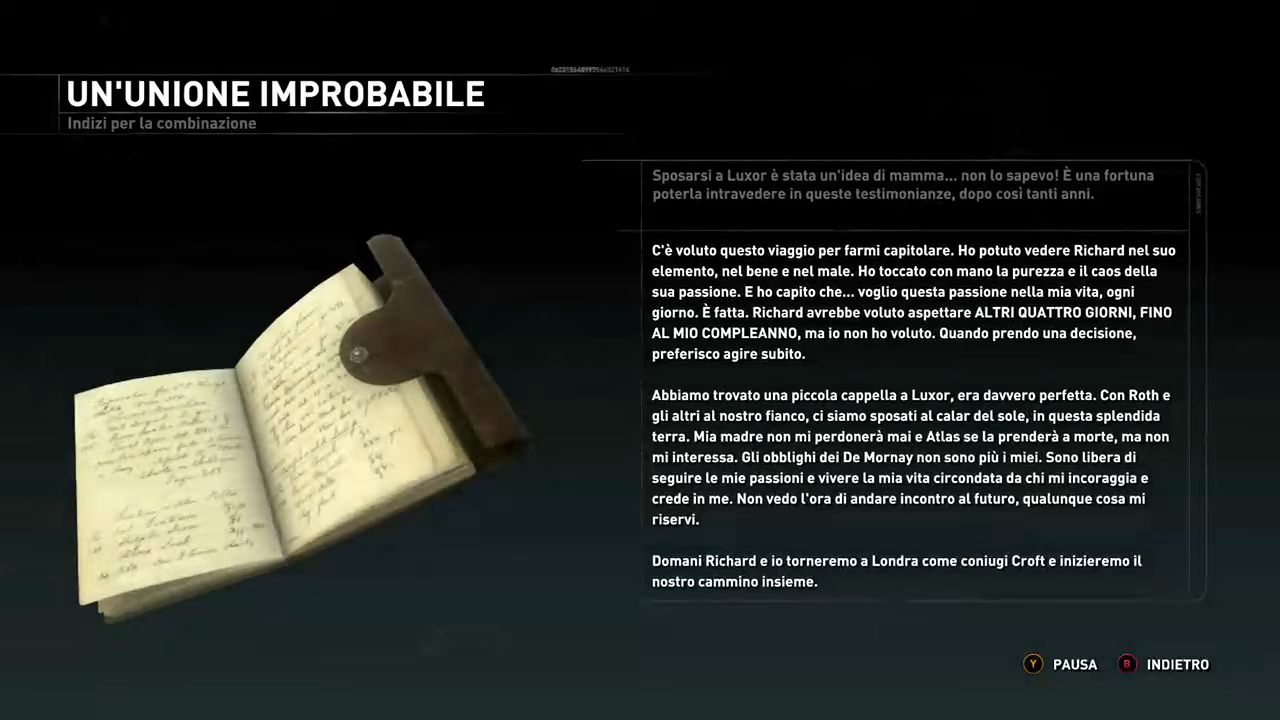 UN'UNIONE IMPROBABILE
Indizi per la combinazione
Sposarsi a Luxor è stata un'idea di mamma... non lo sapevo! È una fortuna
poterla intravedere in queste testimonianze, dopo così tanti anni.
C'è voluto questo viaggio per farmi capitolare. Ho potuto vedere Richard nel suo
elemento, nel bene e nel male. Ho toccato con mano la purezza e il caos della
sua passione. E ho capito che... voglio questa passione nella mia vita, ogni
giorno. È fatta. Richard avrebbe voluto aspettare ALTRI QUATTRO GIORNI, FINO
AL MIO COMPLEANNO, ma io non ho voluto. Quando prendo una decisione,
preferisco agire subito.
Abbiamo trovato una piccola cappella a Luxor, era davvero perfetta. Con Roth e
gli altri al nostro fianco, ci siamo sposati al calar del sole, in questa splendida
terra. Mia madre non mi perdonerà mai e Atlas se la prenderà a morte, ma non
mi interessa. Gli obblighi dei De Mornay non sono più i miei. Sono libera di
seguire le mie passioni e vivere la mia vita circondata da chi mi incoraggia e
crede in me. Non vedo l'ora di andare incontro al futuro, qualunque cosa mi
riservi.
Domani Richard e io torneremo a Londra come coniugi Croft e inizieremo il
nostro cammino insieme.
Y PAUSA B INDIETRO